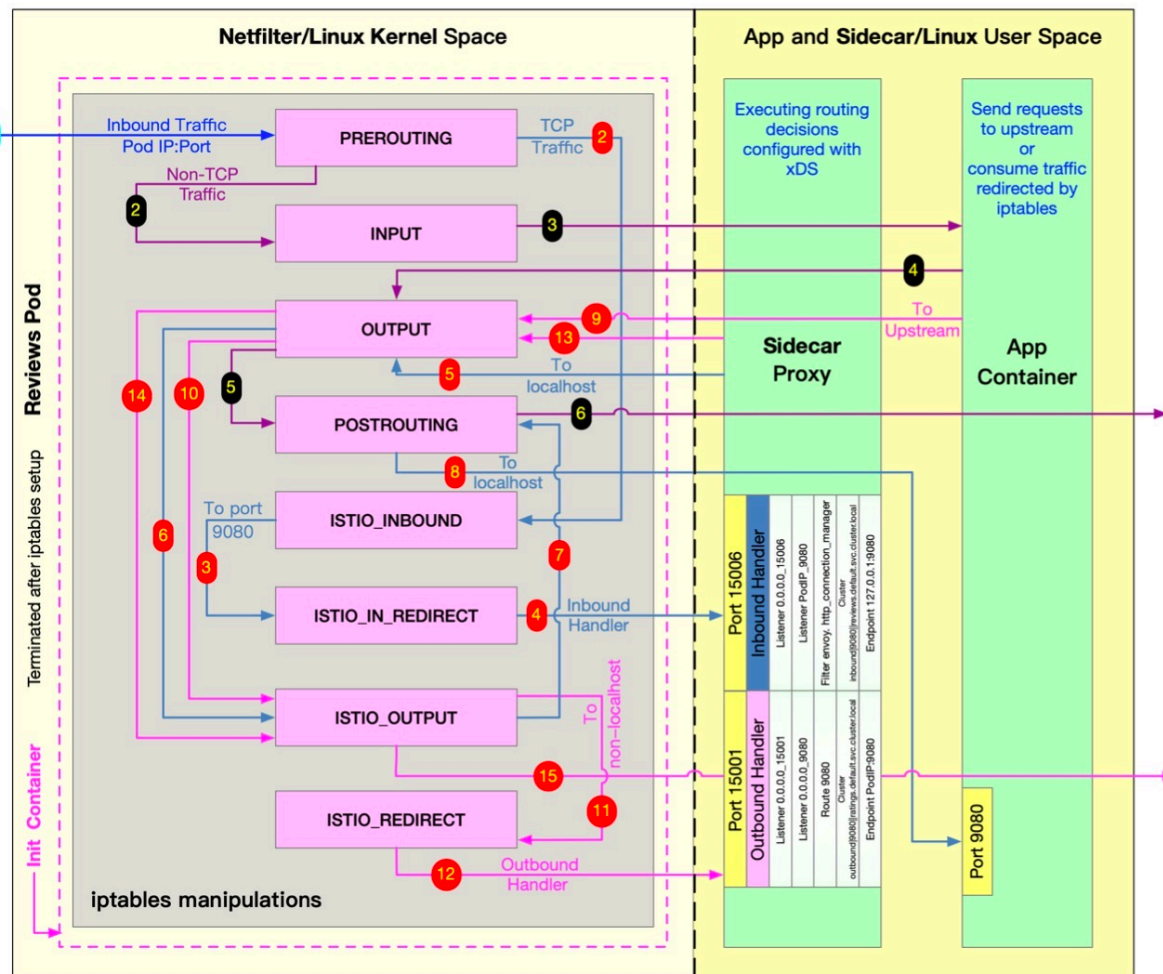 Netfilter/Linux Kernel Space
App and Sidecar/Linux User Space
Inbound Traffic
Pod IP:Port
PREROUTING
TCP
Traffic
2
Non-TCP
Traffic
2
INPUT
3
4
OUTPUT
9
To
Upstream
13
5
To
localhost
14
10
5
POSTROUTING
6
8
To
localhost
6
To port
9080
ISTIO_INBOUND
7
3
ISTIO_IN_REDIRECT
4
Inbound
Handler
ISTIO_OUTPUT
To
non-localhost
15
11
ISTIO_REDIRECT
12
Outbound
Handler
iptables manipulations
Executing routing
decisions
configured with
xDS
Sidecar
Proxy
Port 15006
Inbound Handler
Listener 0.0.0.0_15006
Listener PodIP_9080
Filter envoy. http_connection_manager
Cluster
inbound|9080||reviews.default.svc.cluster.local
Endpoint 127.0.0.1:9080
Port 15001
Outbound Handler
Listener 0.0.0.0_15001
Listener 0.0.0.0_9080
Route 9080
Cluster
outbound|9080||ratings.default.svc.cluster.local
Endpoint PodIP:9080
Send requests
to upstream
or
consume traffic
redirected by
iptables
App
Container
Port 9080
Reviews Pod
Terminated after iptables setup
Init Container